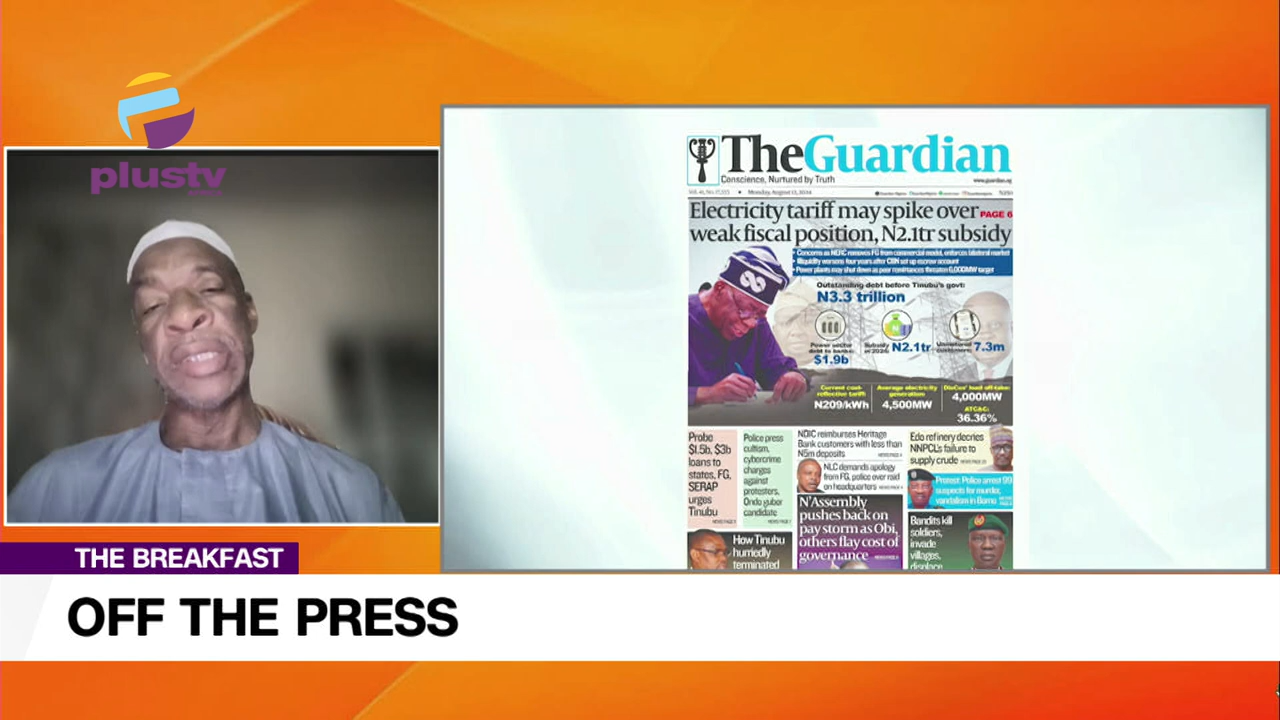 plustv
TheGuardian
Conscience, Nurtured by Truth
www.guardian.ng
Monday, August 12, 2024
Electricity tariff may spike over PAGE 6
weak fiscal position, N2.1tr subsidy
Concerns as NERC removes FG from commercial model, enforces bilateral market
Illiquidity worsens four years after CBN set up escrow account
Power plants may shut down as poor remittances threaten 6,000MW target
Outstanding debt before Tinubu's govt:
N3.3 trillion
Power sector
debt to banks:
$1.9b
Subsidy
N2.1tr
7.3m
Current cost-
reflective tariff:
N209/kWh
Average electricity
generation:
4,500MW
4,000MW
ATC&C:
36.36%
Probe
$1.5b, $3b
loans to
states, FG,
SERAP
urges
Tinubu
Police press
cultism,
cybercrime
charges
against
protesters,
Ondo guber
candidate
NDIC reimburses Heritage
Bank customers with less than
N5m deposits
NLC demands apology
from FG, police over raid
on headquarters
N'Assembly
pushes back on
pay storm as Obi,
others flay cost of
governance
Edo refinery decries
NNPCL's failure to
supply crude
Protest: Police arrest 99
suspects for murder,
vandalism in Borno
Bandits kill
soldiers,
invade
villages,
displace
How Tinubu
hurriedly
terminated
THE BREAKFAST
OFF THE PRESS